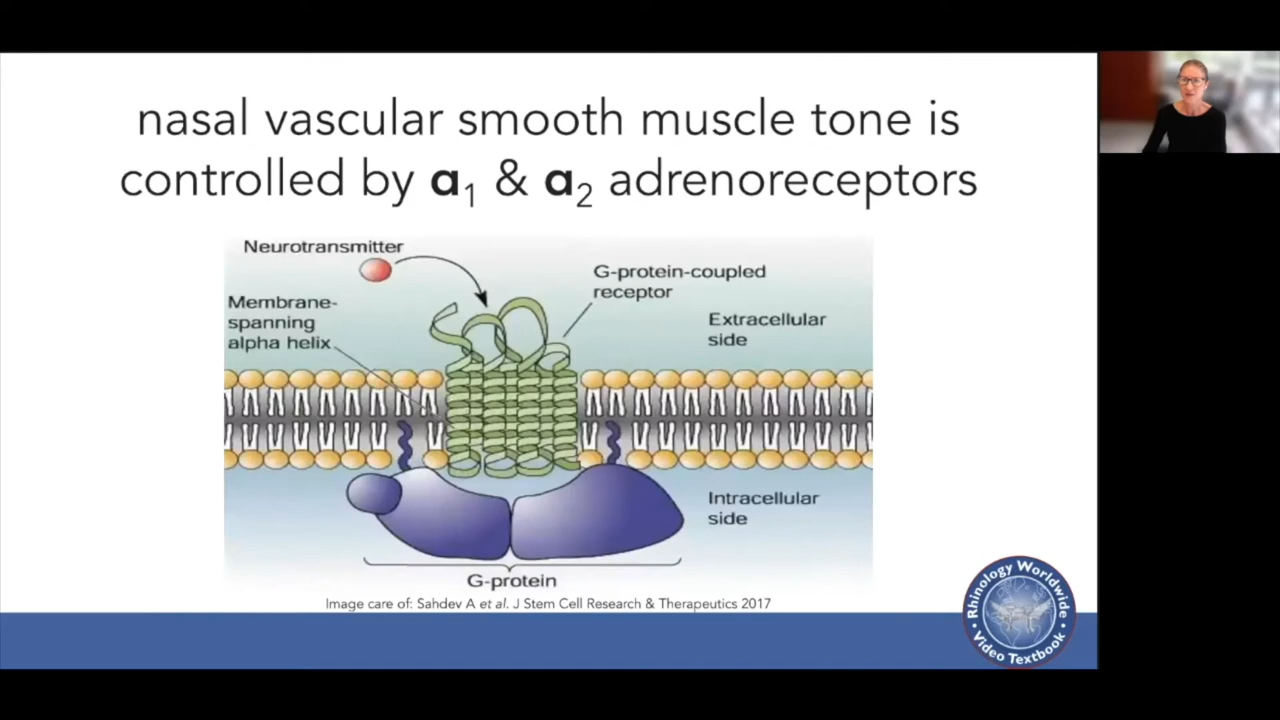 nasal vascular smooth muscle tone is
controlled by α₁ & α₂ adrenoreceptors
Neurotransmitter
G-protein-coupled
receptor
Membrane-
spanning
alpha helix
Extracellular
side
Intracellular
side
G-protein
Image care of: Sahdev A et al. J Stem Cell Research & Therapeutics 2017
Rhinology Worldwide
Video Textbook